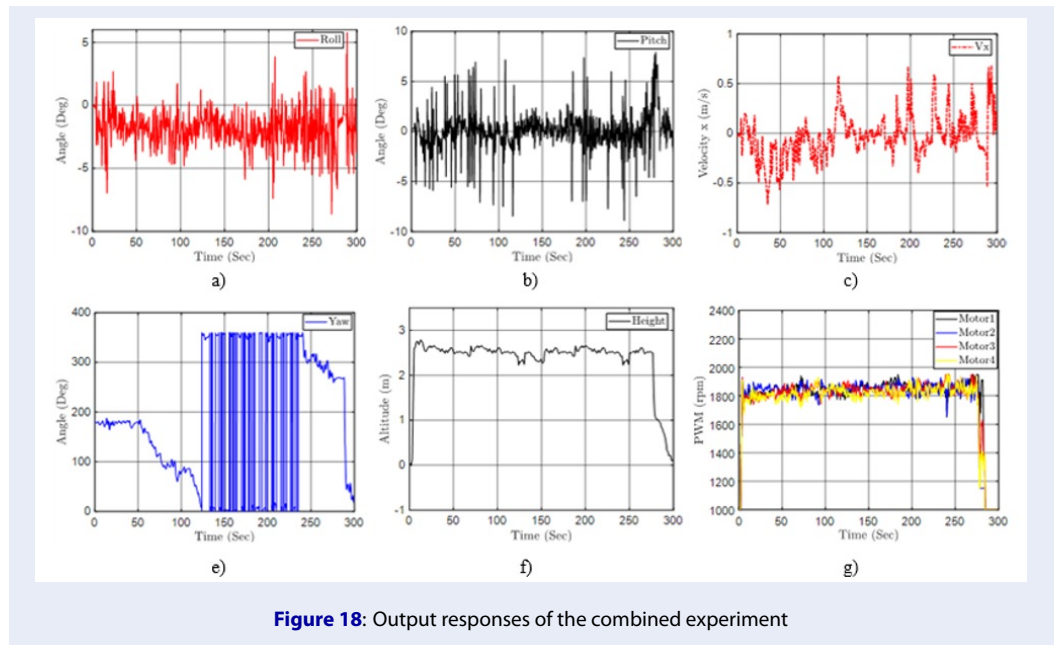 Roll
Angle (Deg)
5
0
-5
-10
0 50 100 150 200 250 300
Time (Sec)
a)
Pitch
Angle (Deg)
10
5
0
-5
-10
0 50 100 150 200 250 300
Time (Sec)
b)
Vx
Velocity x (m/s)
1
0.5
0
-0.5
-1
0 50 100 150 200 250 300
Time (Sec)
c)
Yaw
Angle (Deg)
400
300
200
100
0
0 50 100 150 200 250 300
Time (Sec)
e)
Height
Altitude (m)
3
2
1
0
-1
0 50 100 150 200 250 300
Time (Sec)
f)
Motor1
Motor2
Motor3
Motor4
PWM (rpm)
2400
2200
2000
1800
1600
1400
1200
1000
0 50 100 150 200 250 300
Time (Sec)
g)
Figure 18: Output responses of the combined experiment